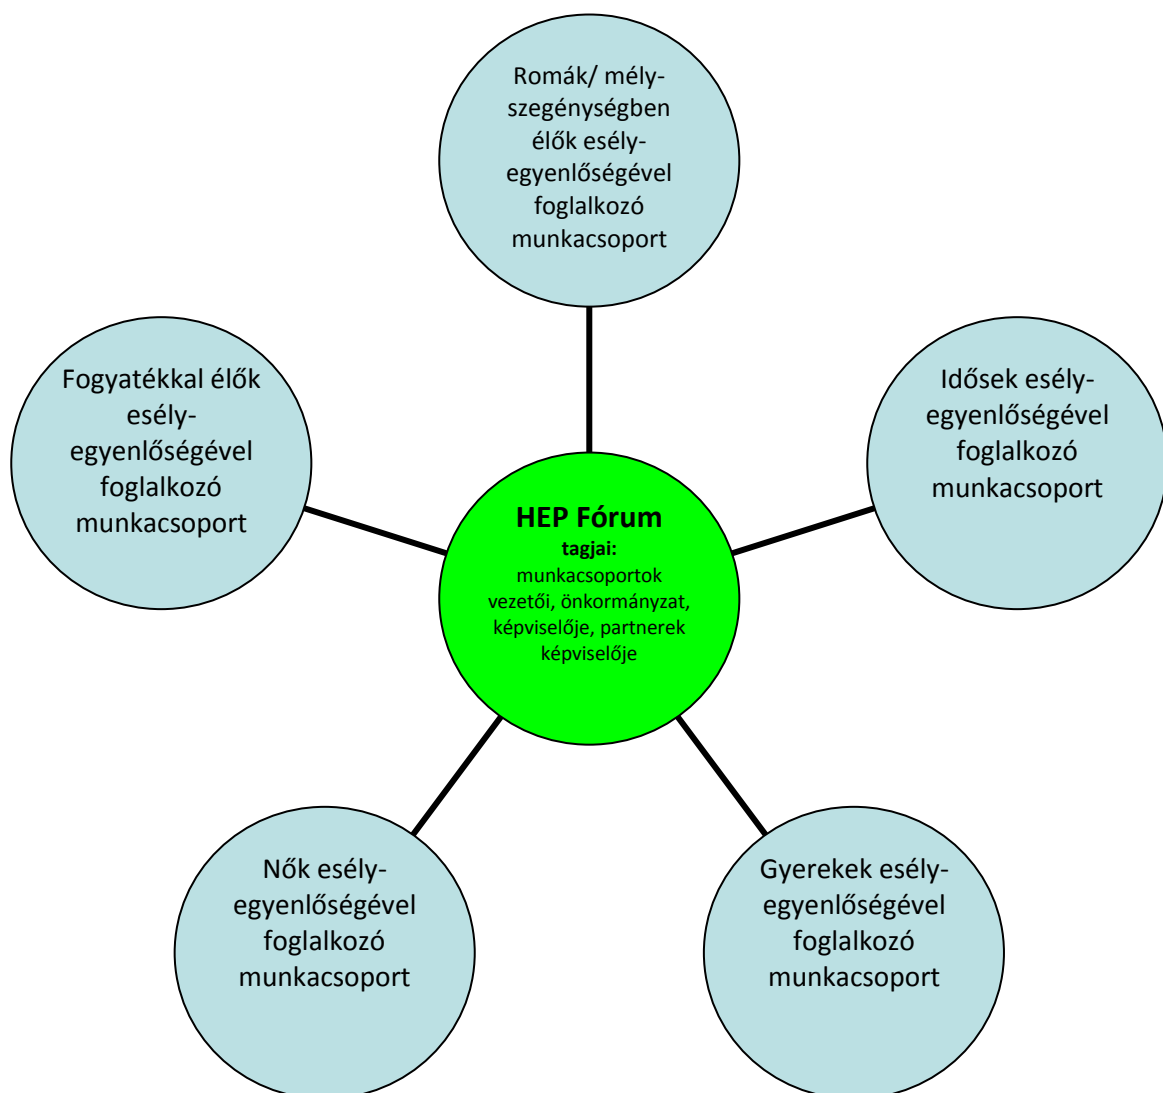 Romák/ mély-
szegénységben
élők esély-
egyenlőségével
foglalkozó
munkacsoport
Fogyatékkal élők
esély-
egyenlőségével
foglalkozó
munkacsoport
Idősek esély-
egyenlőségével
foglalkozó
munkacsoport
HEP Fórum
tagjai:
munkacsoportok
vezetői, önkormányzat,
képviselője, partnerek
képviselője
Nők esély-
egyenlőségével
foglalkozó
munkacsoport
Gyerekek esély-
egyenlőségével
foglalkozó
munkacsoport